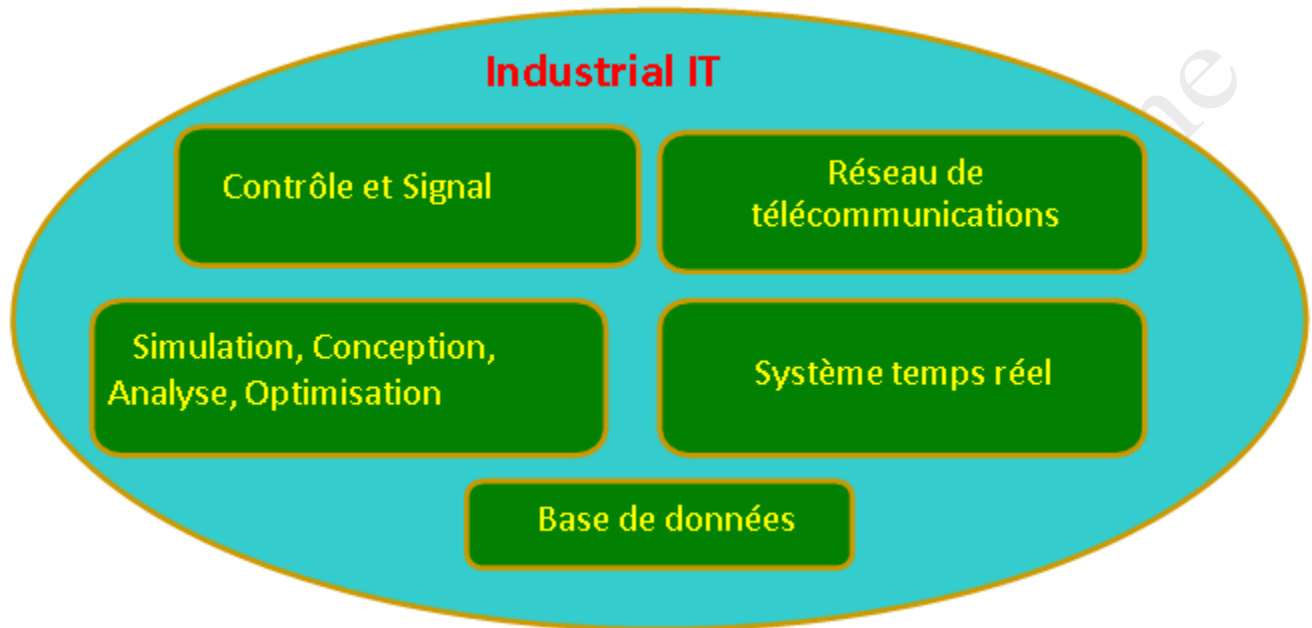 Industrial IT
Contrôle et Signal
Réseau de
télécommunications
Simulation, Conception,
Analyse, Optimisation
Système temps réel
Base de données